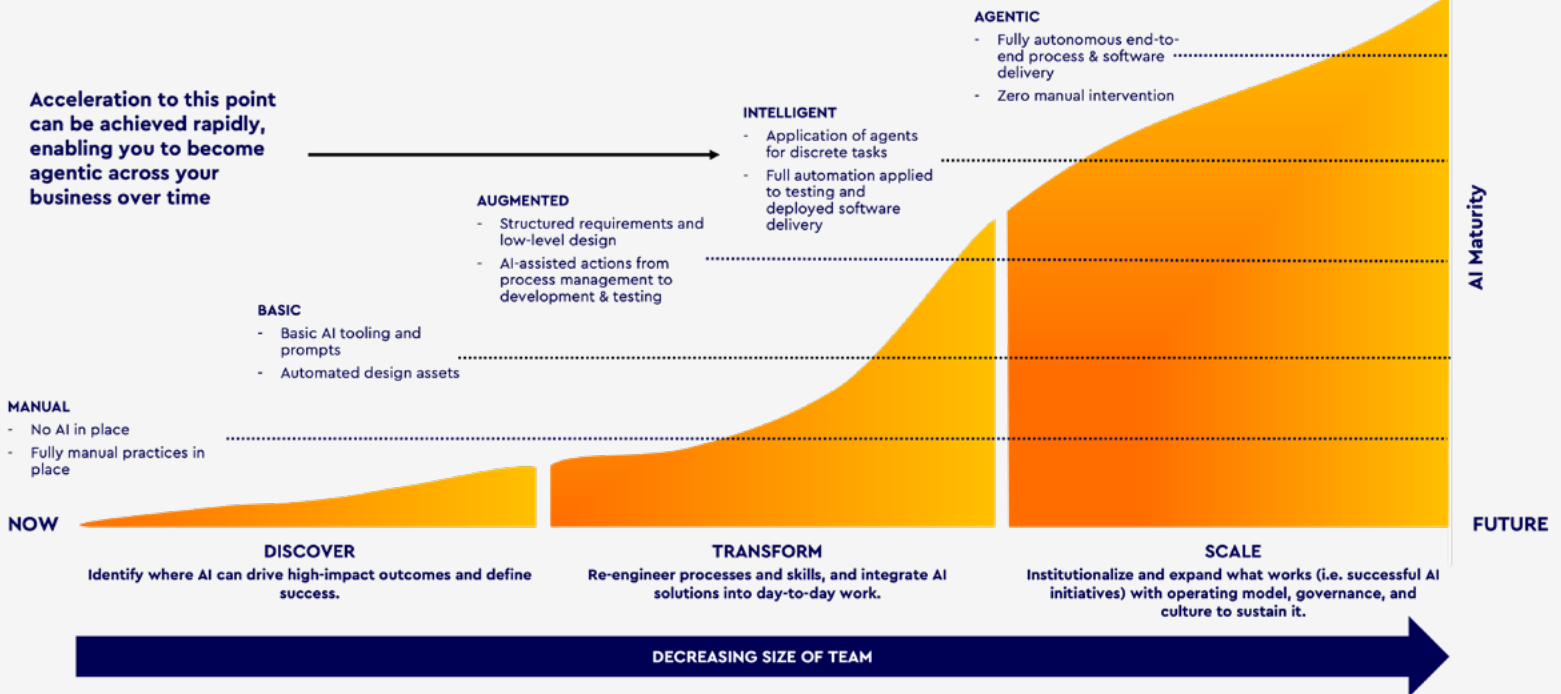 AGENTIC
- Fully autonomous end-to-
end process & software
delivery
- Zero manual intervention
Acceleration to this point
can be achieved rapidly,
enabling you to become
agentic across your
business over time
INTELLIGENT
- Application of agents
for discrete tasks
- Full automation applied
to testing and
deployed software
delivery
AUGMENTED
- Structured requirements and
low-level design
- AI-assisted actions from
process management to
development & testing
BASIC
- Basic AI tooling and
prompts
- Automated design assets
MANUAL
- No AI in place
- Fully manual practices in
place
AI Maturity
NOW
FUTURE
DISCOVER
Identify where AI can drive high-impact outcomes and define
success.
TRANSFORM
Re-engineer processes and skills, and integrate AI
solutions into day-to-day work.
SCALE
Institutionalize and expand what works (i.e. successful AI
initiatives) with operating model, governance, and
culture to sustain it.
DECREASING SIZE OF TEAM